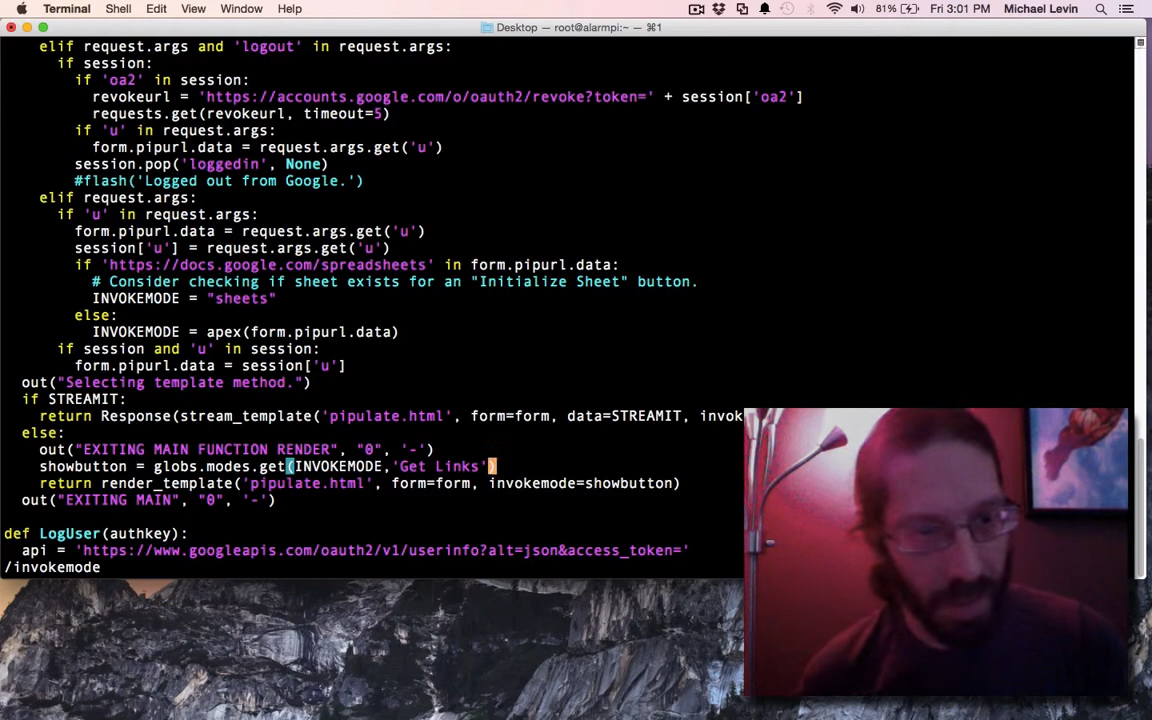 Terminal Shell Edit View Window Help 81% Fri 3:01 PM Michael Levin
Desktop — root@alarmpi:~ — ⌘1
elif request.args and 'logout' in request.args:
if session:
if 'oa2' in session:
revokeurl = 'https://accounts.google.com/o/oauth2/revoke?token=' + session['oa2']
requests.get(revokeurl, timeout=5)
if 'u' in request.args:
form.pipurl.data = request.args.get('u')
session.pop('loggedin', None)
#flash('Logged out from Google.')
elif request.args:
if 'u' in request.args:
form.pipurl.data = request.args.get('u')
session['u'] = request.args.get('u')
if 'https://docs.google.com/spreadsheets' in form.pipurl.data:
# Consider checking if sheet exists for an "Initialize Sheet" button.
INVOKEMODE = "sheets"
else:
INVOKEMODE = apex(form.pipurl.data)
if session and 'u' in session:
form.pipurl.data = session['u']
out("Selecting template method.")
if STREAMIT:
return Response(stream_template('pipulate.html', form=form, data=STREAMIT, invok
else:
out("EXITING MAIN FUNCTION RENDER", "0", '-')
showbutton = globs.modes.get(INVOKEMODE,'Get Links')
return render_template('pipulate.html', form=form, invokemode=showbutton)
out("EXITING MAIN", "0", '-')
def LogUser(authkey):
api = 'https://www.googleapis.com/oauth2/v1/userinfo?alt=json&access_token='
/invokemode